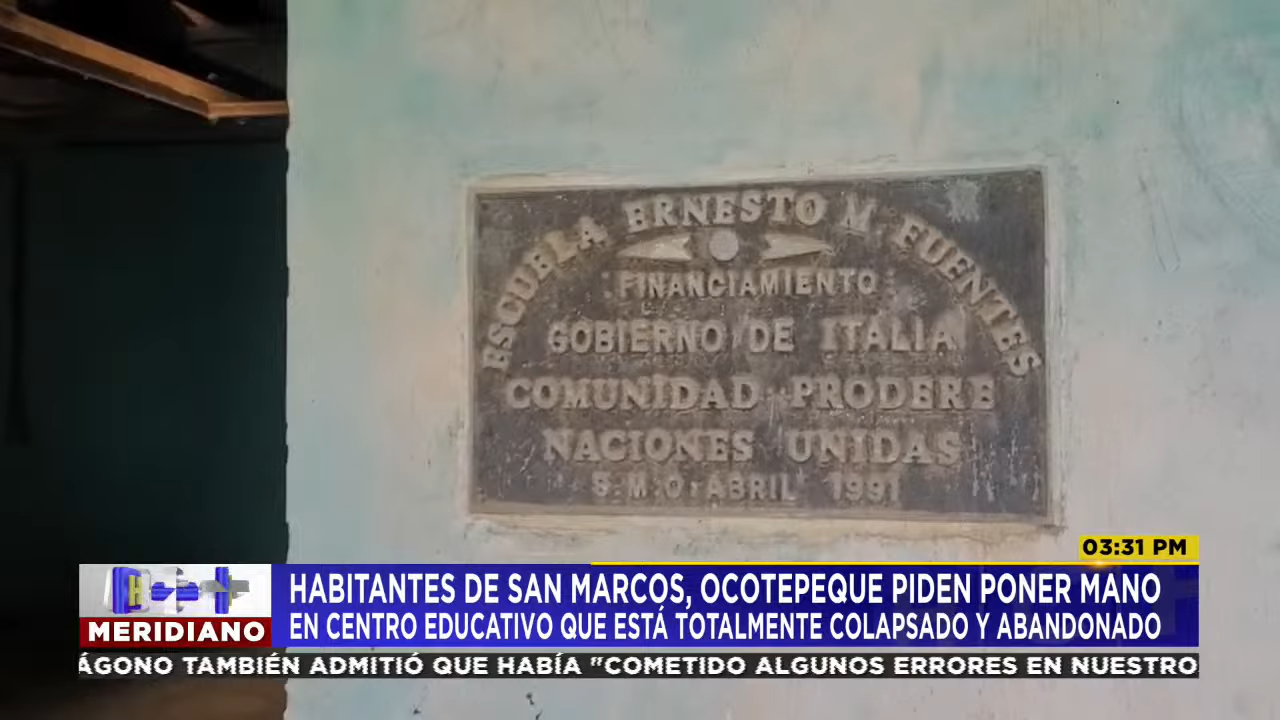 ESCUELA ERNESTO M. FUENTES
FINANCIAMIENTO
GOBIERNO DE ITALIA
COMUNIDAD PRODERE
NACIONES UNIDAS
S.M.O. ABRIL 1991
03:31 PM
HABITANTES DE SAN MARCOS, OCOTEPEQUE PIDEN PONER MANO
EN CENTRO EDUCATIVO QUE ESTÁ TOTALMENTE COLAPSADO Y ABANDONADO
MERIDIANO
ÁGONO TAMBIÉN ADMITIÓ QUE HABÍA "COMETIDO ALGUNOS ERRORES EN NUESTRO